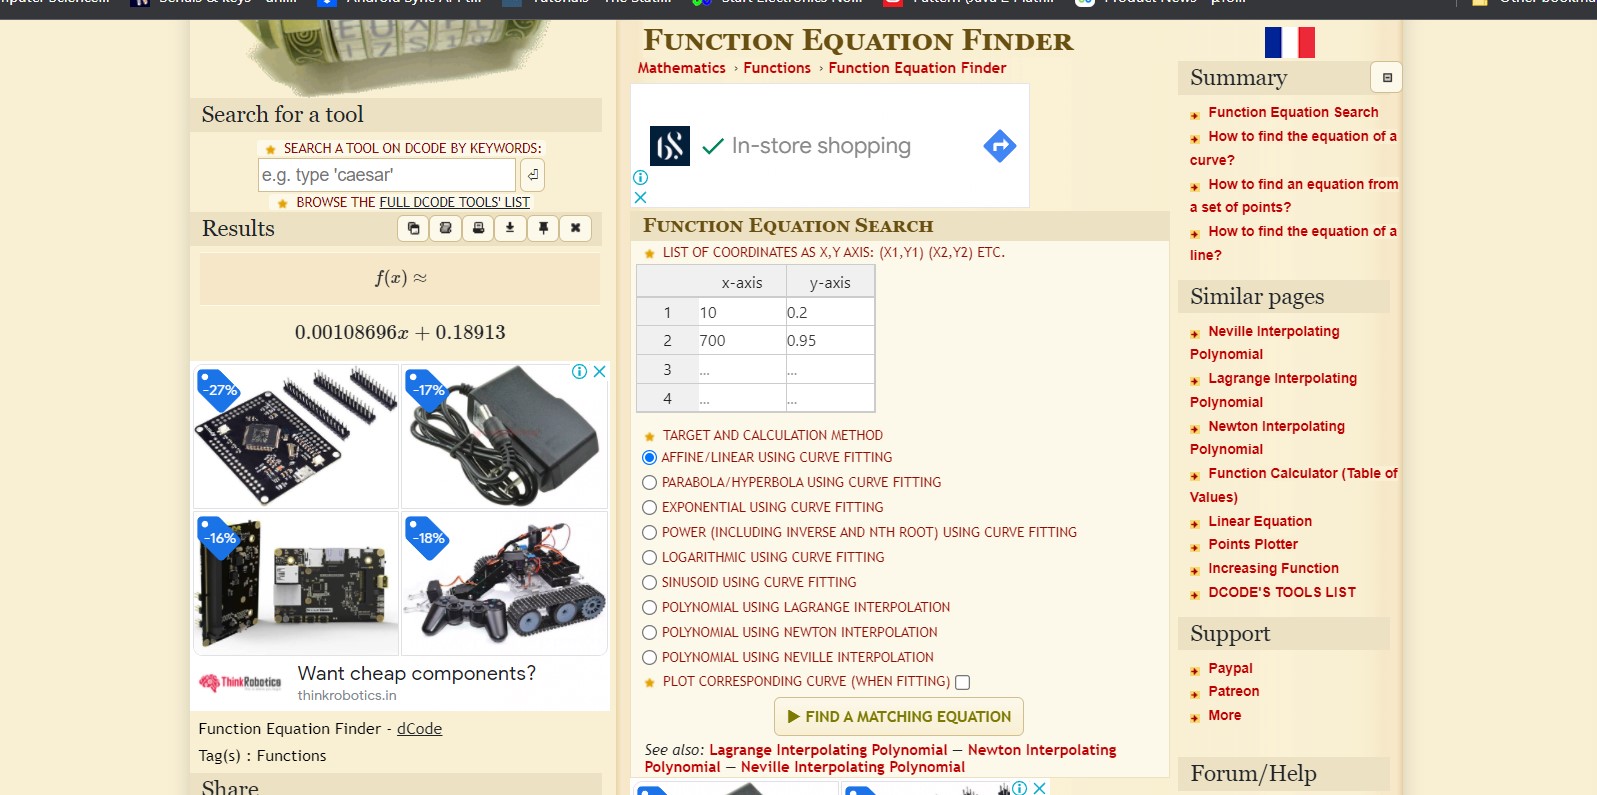 Search for a tool
SEARCH A TOOL ON DCODE BY KEYWORDS:
e.g. type 'caesar'
BROWSE THE FULL DCODE TOOLS' LIST
Results
f(x) ≈
0.00108696x + 0.18913
-27%
-17%
-16%
-18%
ThinkRobotics
Want cheap components?
thinkrobotics.in
Function Equation Finder - dCode
Tag(s) : Functions
Share
FUNCTION EQUATION FINDER
Mathematics › Functions › Function Equation Finder
In-store shopping
FUNCTION EQUATION SEARCH
LIST OF COORDINATES AS X,Y AXIS: (X1,Y1) (X2,Y2) ETC.
x-axis y-axis
1 10 0.2
2 700 0.95
3 ... ...
4 ... ...
TARGET AND CALCULATION METHOD
AFFINE/LINEAR USING CURVE FITTING
PARABOLA/HYPERBOLA USING CURVE FITTING
EXPONENTIAL USING CURVE FITTING
POWER (INCLUDING INVERSE AND NTH ROOT) USING CURVE FITTING
LOGARITHMIC USING CURVE FITTING
SINUSOID USING CURVE FITTING
POLYNOMIAL USING LAGRANGE INTERPOLATION
POLYNOMIAL USING NEWTON INTERPOLATION
POLYNOMIAL USING NEVILLE INTERPOLATION
PLOT CORRESPONDING CURVE (WHEN FITTING)
▶ FIND A MATCHING EQUATION
See also: Lagrange Interpolating Polynomial — Newton Interpolating
Polynomial — Neville Interpolating Polynomial
Summary
Function Equation Search
How to find the equation of a
curve?
How to find an equation from
a set of points?
How to find the equation of a
line?
Similar pages
Neville Interpolating
Polynomial
Lagrange Interpolating
Polynomial
Newton Interpolating
Polynomial
Function Calculator (Table of
Values)
Linear Equation
Points Plotter
Increasing Function
DCODE'S TOOLS LIST
Support
Paypal
Patreon
More
Forum/Help